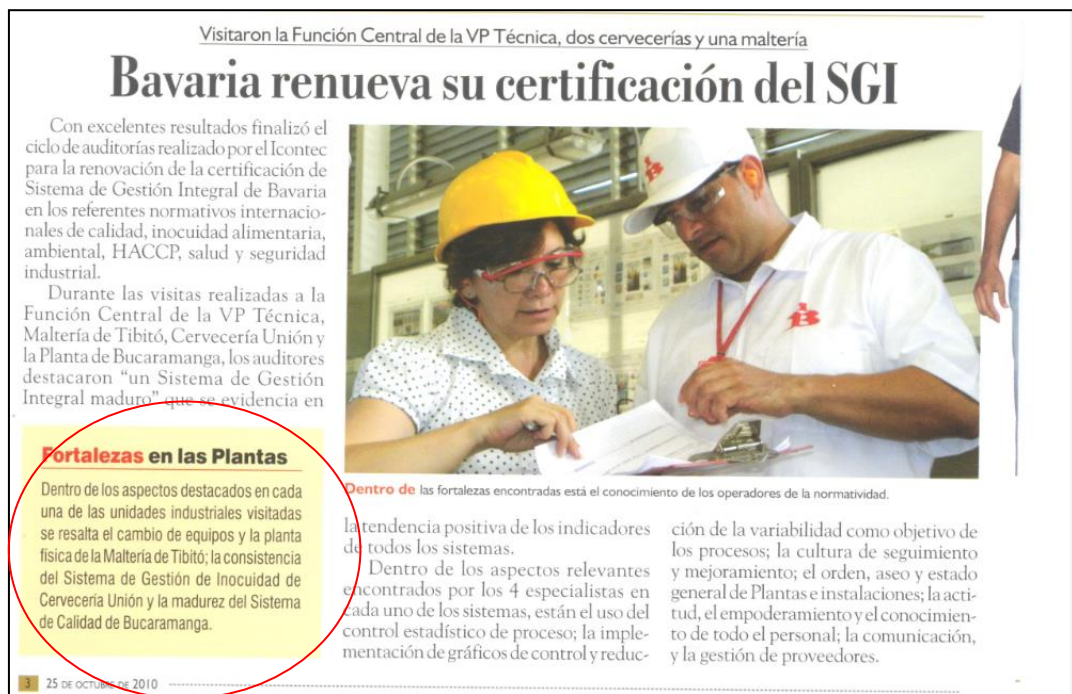 Visitaron la Función Central de la VP Técnica, dos cervecerías y una maltería
Bavaria renueva su certificación del SGI
Con excelentes resultados finalizó el
ciclo de auditorías realizado por el Icontec
para la renovación de la certificación de
Sistema de Gestión Integral de Bavaria
en los referentes normativos internacio-
nales de calidad, inocuidad alimentaria,
ambiental, HACCP, salud y seguridad
industrial.
Durante las visitas realizadas a la
Función Central de la VP Técnica,
Maltería de Tibitó, Cervecería Unión y
la Planta de Bucaramanga, los auditores
destacaron “un Sistema de Gestión
Integral maduro” que se evidencia en
Fortalezas en las Plantas
Dentro de los aspectos destacados en cada
una de las unidades industriales visitadas
se resalta el cambio de equipos y la planta
física de la Maltería de Tibitó; la consistencia
del Sistema de Gestión de Inocuidad de
Cervecería Unión y la madurez del Sistema
de Calidad de Bucaramanga.
Dentro de las fortalezas encontradas está el conocimiento de los operadores de la normatividad.
la tendencia positiva de los indicadores
de todos los sistemas.
Dentro de los aspectos relevantes
encontrados por los 4 especialistas en
cada uno de los sistemas, están el uso del
control estadístico de proceso; la imple-
mentación de gráficos de control y reduc-
ción de la variabilidad como objetivo de
los procesos; la cultura de seguimiento
y mejoramiento; el orden, aseo y estado
general de Plantas e instalaciones; la acti-
tud, el empoderamiento y el conocimien-
to de todo el personal; la comunicación,
y la gestión de proveedores.
3 25 DE OCTUBRE DE 2010